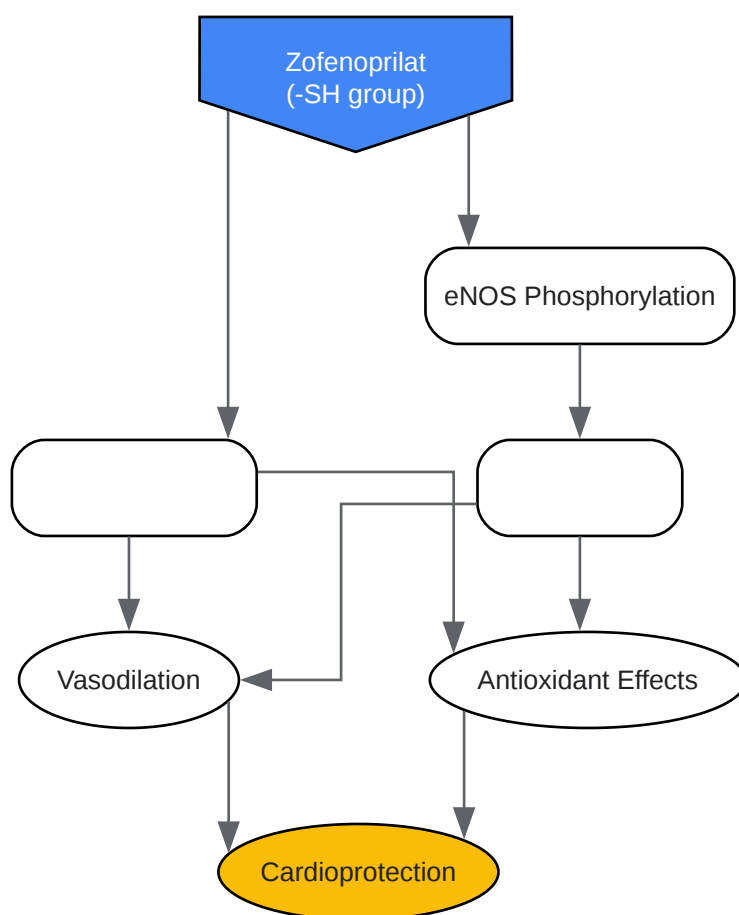 Zofenoprilat
(-SH group)
eNOS Phosphorylation
Vasodilation
Antioxidant Effects
Cardioprotection